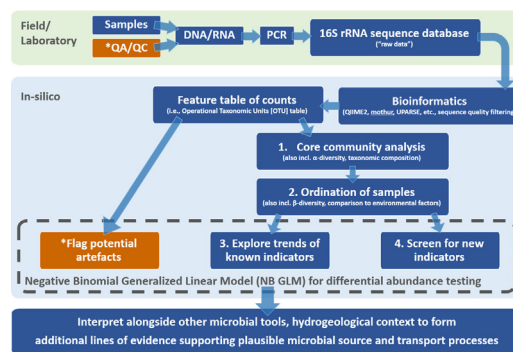 Field/
Laboratory
Samples
*QA/QC
DNA/RNA
PCR
16S rRNA sequence database
("raw data")
In-silico
Feature table of counts
(i.e., Operational Taxonomic Units [OTU] table)
Bioinformatics
(QIIME2, mothur, UPARSE, etc., sequence quality filtering)
1. Core community analysis
(also incl. α-diversity, taxonomic composition)
2. Ordination of samples
(also incl. β-diversity, comparison to environmental factors)
*Flag potential
artefacts
3. Explore trends of
known indicators
4. Screen for new
indicators
Negative Binomial Generalized Linear Model (NB GLM) for differential abundance testing
Interpret alongside other microbial tools, hydrogeological context to form
additional lines of evidence supporting plausible microbial source and transport processes